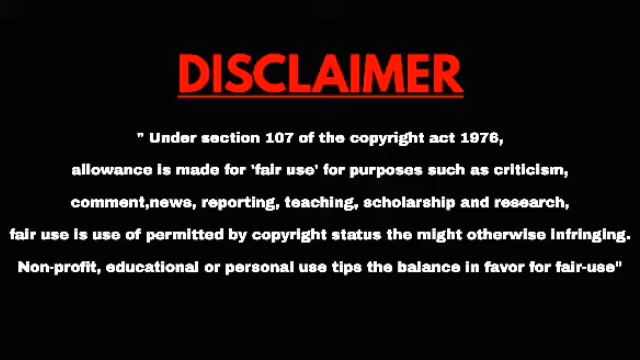 DISCLAIMER
" Under section 107 of the copyright act 1976,
allowance is made for 'fair use' for purposes such as criticism,
comment,news, reporting, teaching, scholarship and research,
fair use is use of permitted by copyright status the might otherwise infringing.
Non-profit, educational or personal use tips the balance in favor for fair-use"